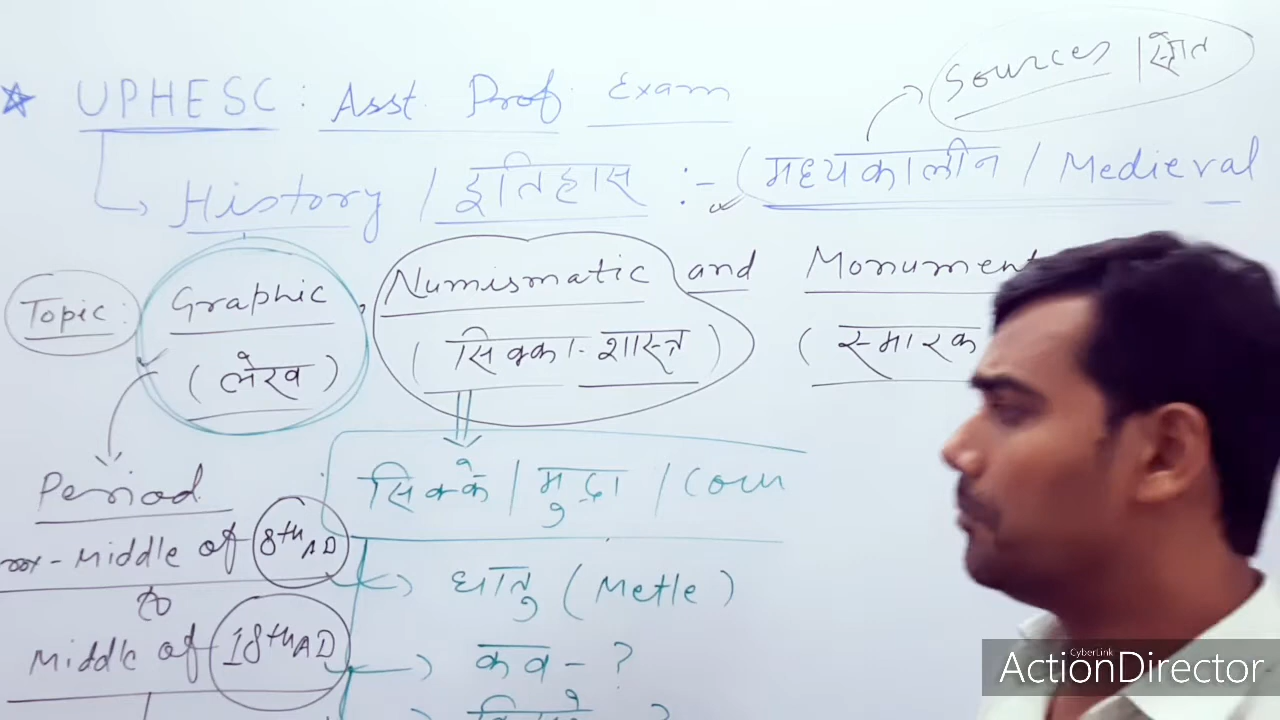 Sources / स्रोत
UPHESC : Asst. Prof. Exam
History / इतिहास :- ( मध्यकालीन / Medieval
Topic : Graphic , Numismatic and Monument
( लेख ) ( सिक्का - शास्त्र ) ( स्मारक
Period
सिक्के / मुद्रा / Coin
- Middle of 8th AD
to
धातु ( Metle )
Middle of 18th AD
कब - ?
CyberLink
ActionDirector